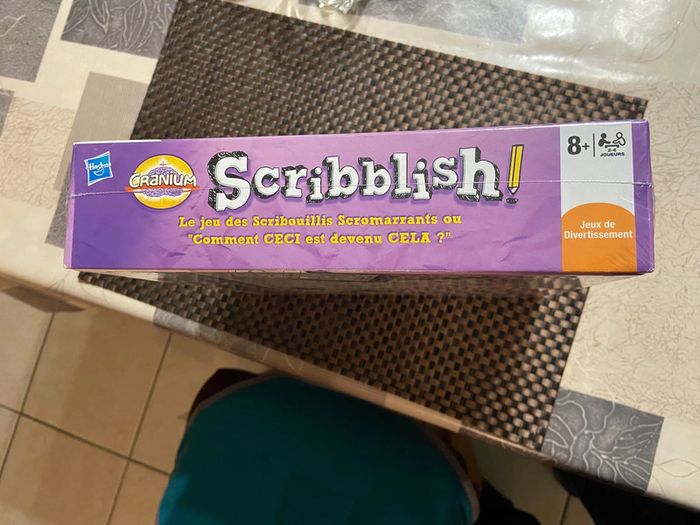 Hasbro
CRANIUM
Scribblish!
Le jeu des Scribouillis Scromarrants ou
"Comment CECI est devenu CELA ?"
8+
JOUEURS
Jeux de
Divertissement